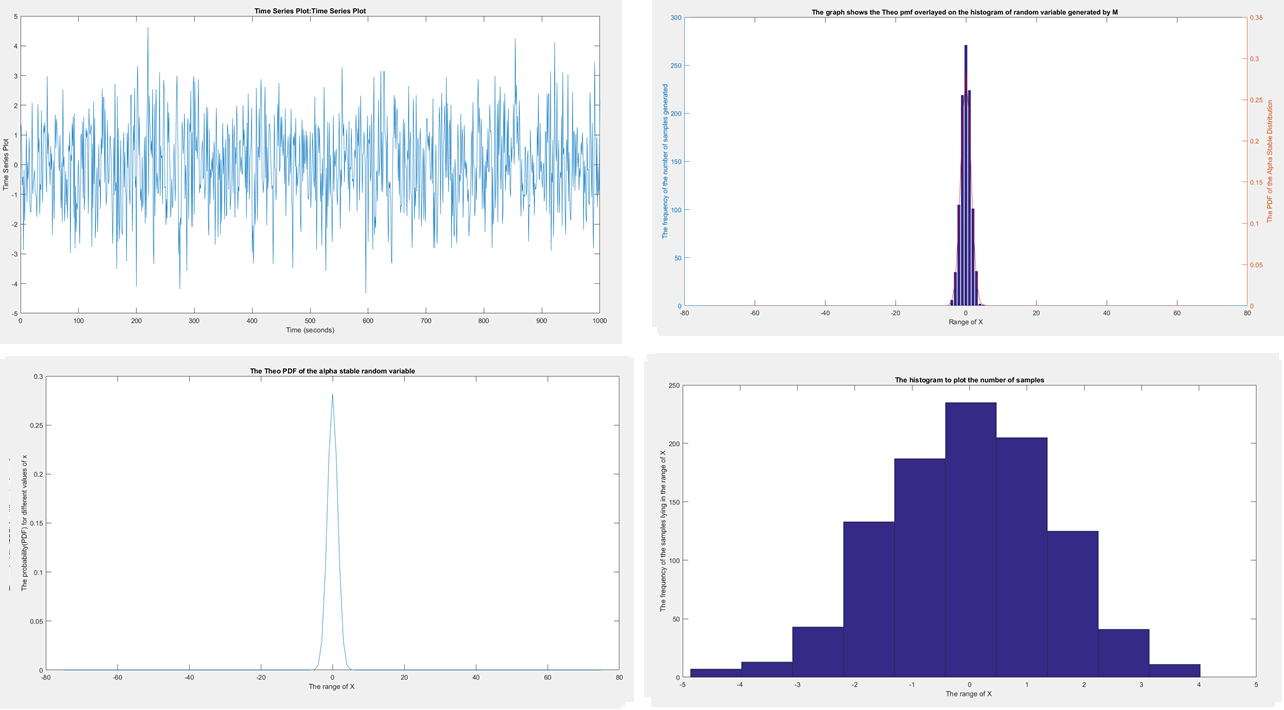 Time Series Plot:Time Series Plot
Time Series Plot
5
4
3
2
1
0
-1
-2
-3
-4
-5
0 100 200 300 400 500 600 700 800 900 1000
Time (seconds)
The graph shows the Theo pmf overlayed on the histogram of random variable generated by M
The frequency of the number of samples generated
300
250
200
150
100
50
0
0.35
0.3
0.25
0.2
0.15
0.1
0.05
0
The PDF of the Alpha Stable Distribution
-80 -60 -40 -20 0 20 40 60 80
Range of X
The Theo PDF of the alpha stable random variable
The probability(PDF) for different values of x
0.3
0.25
0.2
0.15
0.1
0.05
0
-80 -60 -40 -20 0 20 40 60 80
The range of X
The histogram to plot the number of samples
The frequency of the samples lying in the range of X
250
200
150
100
50
0
-5 -4 -3 -2 -1 0 1 2 3 4 5
The range of X